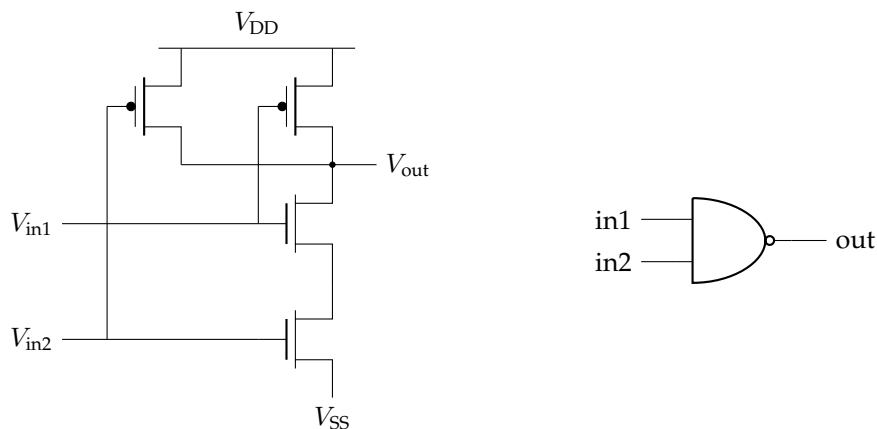 V_DD
V_out
V_in1
V_in2
V_SS
in1
in2
out